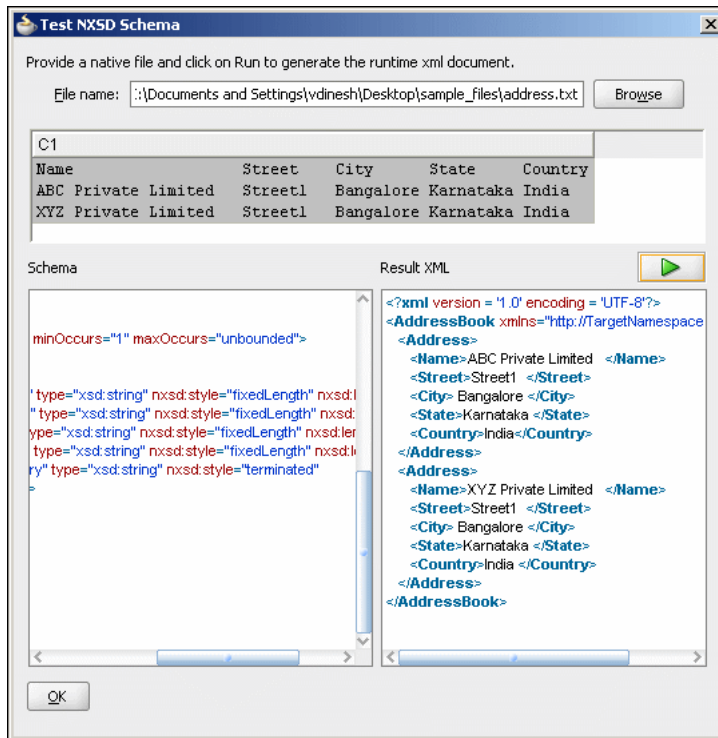 Test NXSD Schema
Provide a native file and click on Run to generate the runtime xml document.
File name: :\Documents and Settings\vdinesh\Desktop\sample_files\address.txt Browse
C1
Name Street City State Country
ABC Private Limited Street1 Bangalore Karnataka India
XYZ Private Limited Street1 Bangalore Karnataka India
Schema
minOccurs="1" maxOccurs="unbounded">
' type="xsd:string" nxsd:style="fixedLength" nxsd:l
" type="xsd:string" nxsd:style="fixedLength" nxsd:
ype="xsd:string" nxsd:style="fixedLength" nxsd:ler
type="xsd:string" nxsd:style="fixedLength" nxsd:l
ry" type="xsd:string" nxsd:style="terminated"
>
Result XML
<?xml version = '1.0' encoding = 'UTF-8'?>
<AddressBook xmlns="http://TargetNamespace
<Address>
<Name>ABC Private Limited </Name>
<Street>Street1 </Street>
<City> Bangalore </City>
<State>Karnataka </State>
<Country>India</Country>
</Address>
<Address>
<Name>XYZ Private Limited </Name>
<Street>Street1 </Street>
<City> Bangalore </City>
<State>Karnataka </State>
<Country>India </Country>
</Address>
</AddressBook>
OK